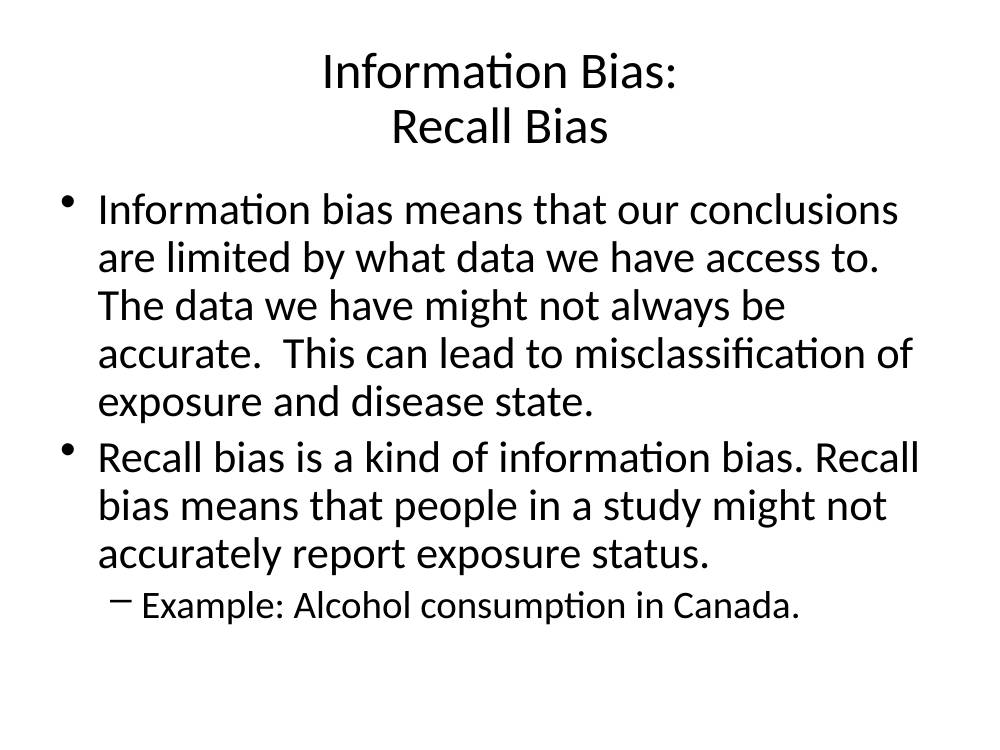 Information Bias:
Recall Bias
• Information bias means that our conclusions
are limited by what data we have access to.
The data we have might not always be
accurate.  This can lead to misclassification of
exposure and disease state.
• Recall bias is a kind of information bias. Recall
bias means that people in a study might not
accurately report exposure status.
– Example: Alcohol consumption in Canada.